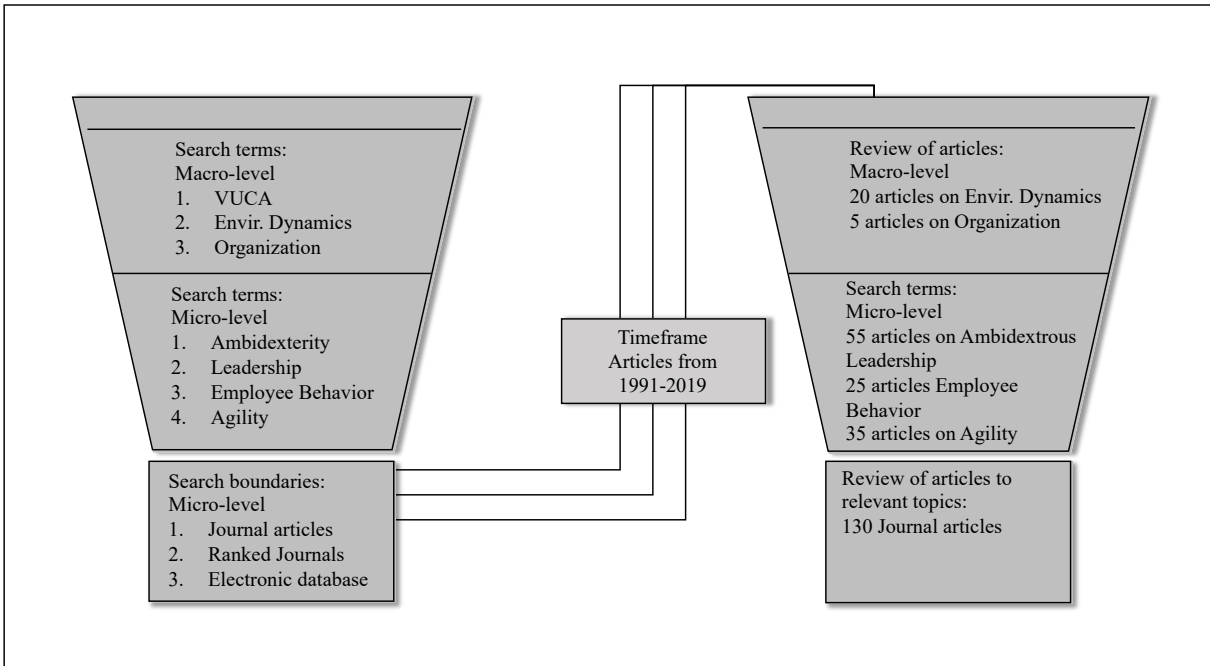 Search terms:
Macro-level
1. VUCA
2. Envir. Dynamics
3. Organization
Search terms:
Micro-level
1. Ambidexterity
2. Leadership
3. Employee Behavior
4. Agility
Search boundaries:
Micro-level
1. Journal articles
2. Ranked Journals
3. Electronic database
Timeframe
Articles from
1991-2019
Review of articles:
Macro-level
20 articles on Envir. Dynamics
5 articles on Organization
Search terms:
Micro-level
55 articles on Ambidextrous
Leadership
25 articles Employee
Behavior
35 articles on Agility
Review of articles to
relevant topics:
130 Journal articles